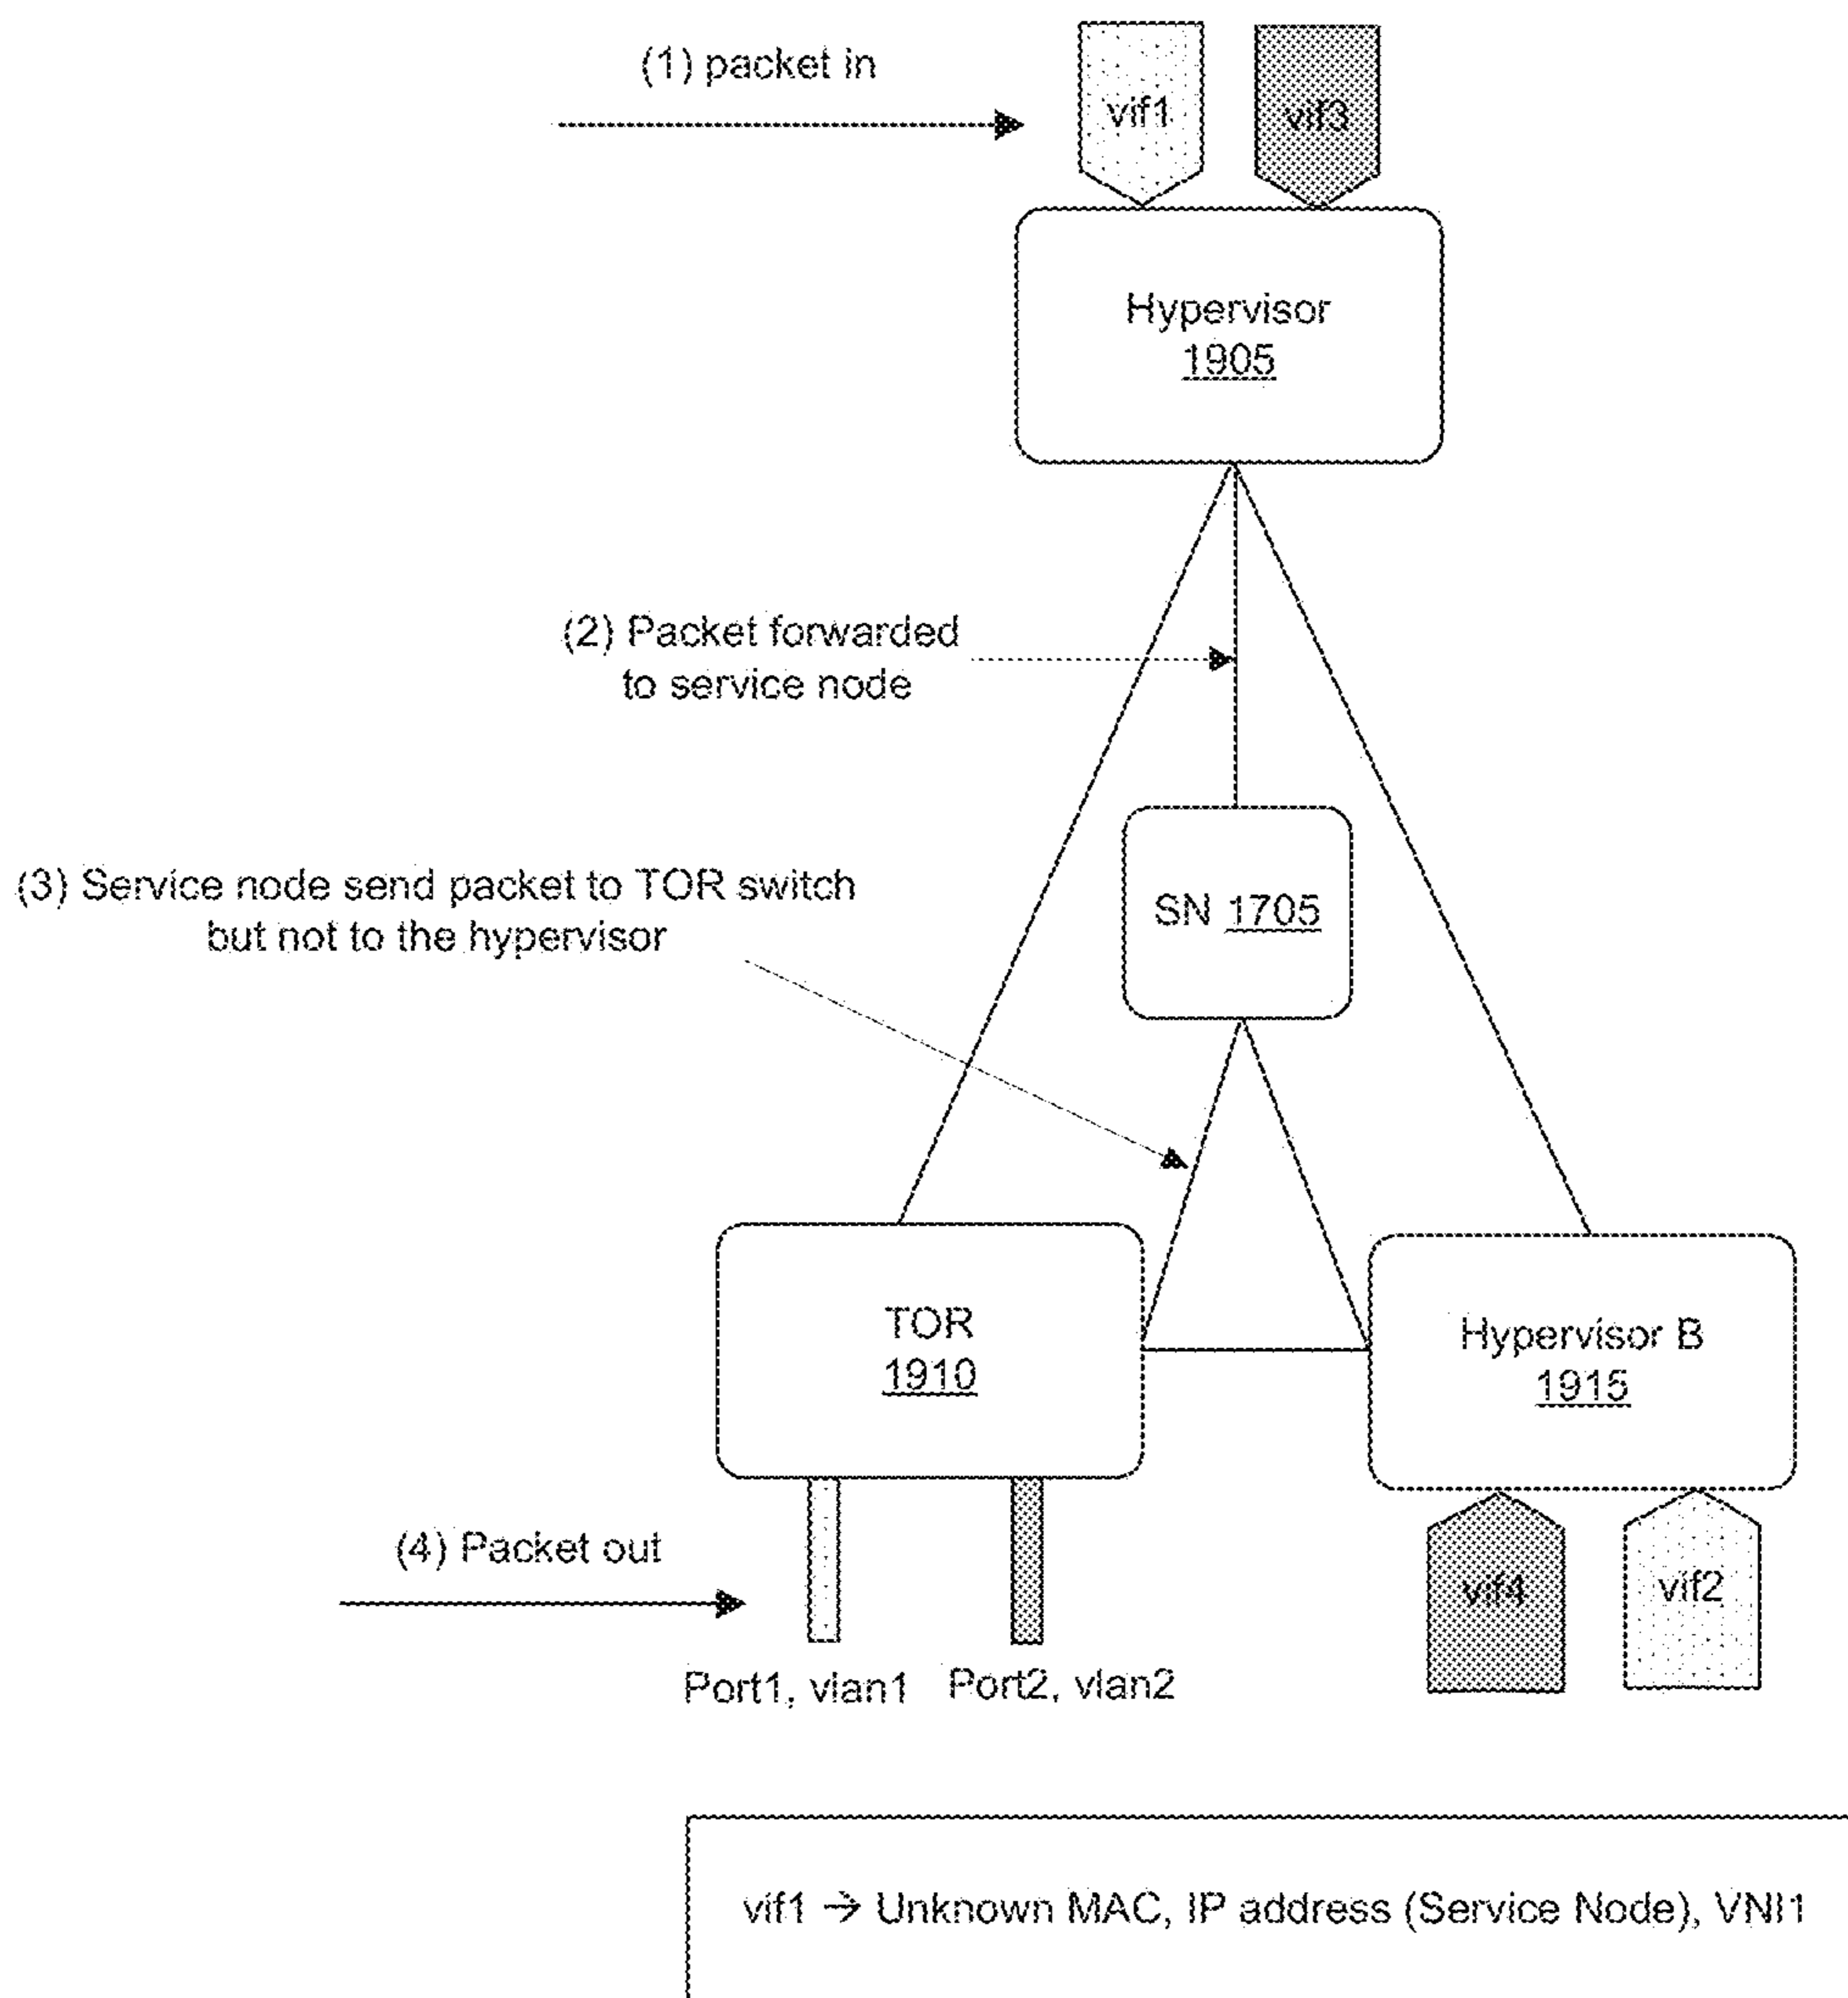 (1) packet in
vif1
vif3
Hypervisor
1905
(2) Packet forwarded
to service node
(3) Service node send packet to TOR switch
but not to the hypervisor
SN 1705
TOR
1910
Hypervisor B
1915
(4) Packet out
vif4
vif2
Port1, vlan1
Port2, vlan2
vif1 → Unknown MAC, IP address (Service Node), VNI1